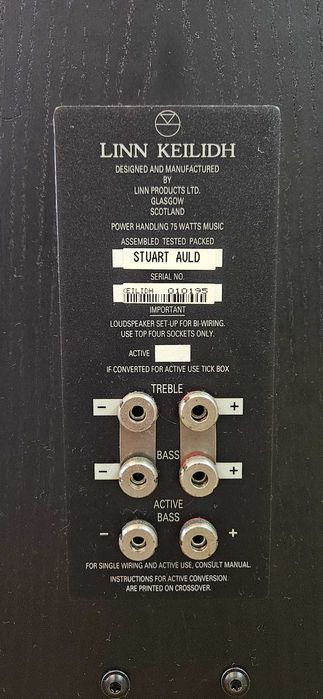 LINN KEILIDH
DESIGNED AND MANUFACTURED
BY
LINN PRODUCTS LTD.
GLASGOW
SCOTLAND
POWER HANDLING 75 WATTS MUSIC
ASSEMBLED TESTED PACKED
STUART AULD
SERIAL NO.
KEILIDH 010195
IMPORTANT
LOUDSPEAKER SET-UP FOR BI-WIRING.
USE TOP FOUR SOCKETS ONLY.
ACTIVE
IF CONVERTED FOR ACTIVE USE TICK BOX
TREBLE
– +
BASS
– +
ACTIVE
BASS
– +
FOR SINGLE WIRING AND ACTIVE USE, CONSULT MANUAL.
INSTRUCTIONS FOR ACTIVE CONVERSION
ARE PRINTED ON CROSSOVER.